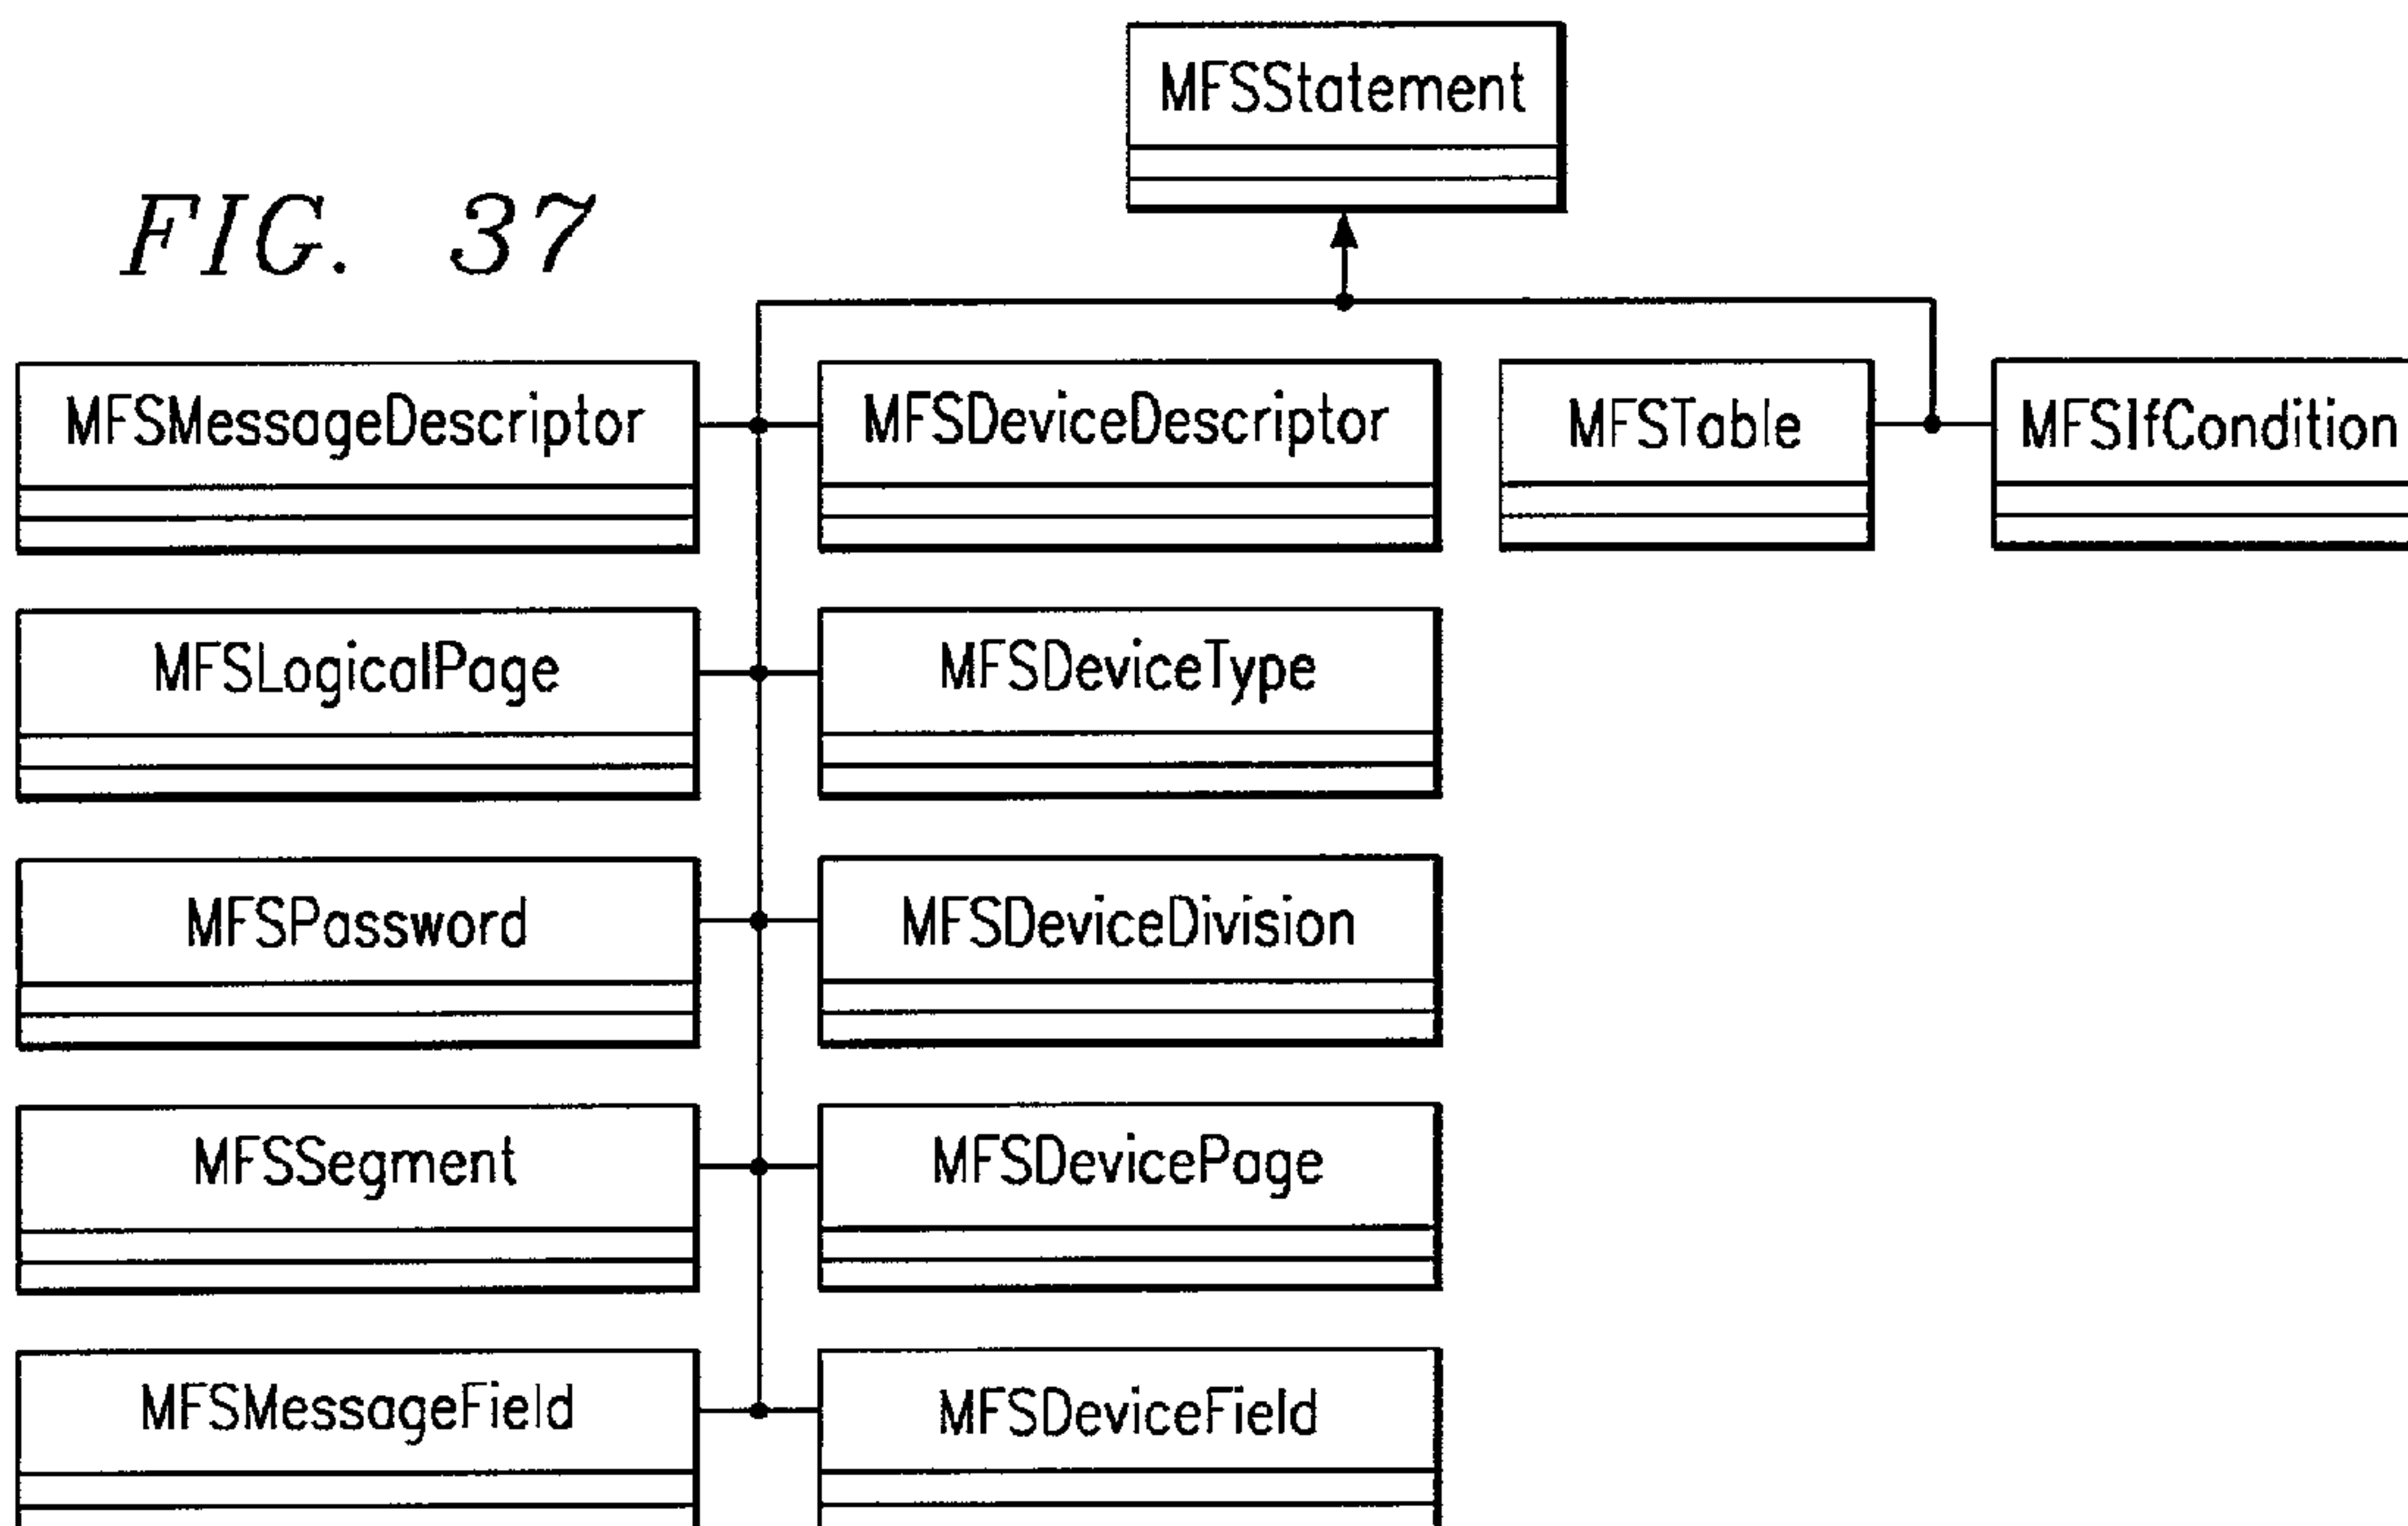 MFSStatement
FIG. 37
MFSMessageDescriptor
MFSDeviceDescriptor
MFSTable
MFSIfCondition
MFSLogicalPage
MFSDeviceType
MFSPassword
MFSDeviceDivision
MFSSegment
MFSDevicePage
MFSMessageField
MFSDeviceField